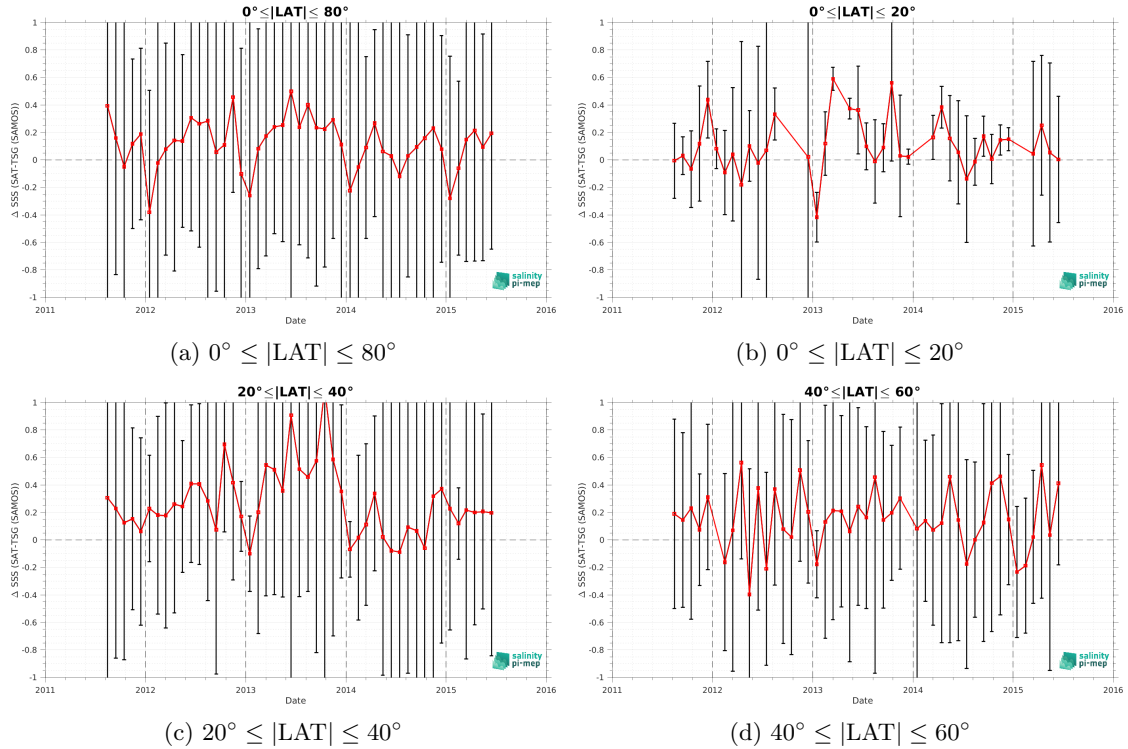 0°≤|LAT|≤ 80°
Δ SSS (SAT-TSG (SAMOS))
1
0.8
0.6
0.4
0.2
0
-0.2
-0.4
-0.6
-0.8
-1
2011 2012 2013 2014 2015 2016
Date
salinity
pi-mep
(a) 0° ≤ |LAT| ≤ 80°
0°≤|LAT|≤ 20°
Δ SSS (SAT-TSG (SAMOS))
1
0.8
0.6
0.4
0.2
0
-0.2
-0.4
-0.6
-0.8
-1
2011 2012 2013 2014 2015 2016
Date
salinity
pi-mep
(b) 0° ≤ |LAT| ≤ 20°
20°≤|LAT|≤ 40°
Δ SSS (SAT-TSG (SAMOS))
1
0.8
0.6
0.4
0.2
0
-0.2
-0.4
-0.6
-0.8
-1
2011 2012 2013 2014 2015 2016
Date
salinity
pi-mep
(c) 20° ≤ |LAT| ≤ 40°
40°≤|LAT|≤ 60°
Δ SSS (SAT-TSG (SAMOS))
1
0.8
0.6
0.4
0.2
0
-0.2
-0.4
-0.6
-0.8
-1
2011 2012 2013 2014 2015 2016
Date
salinity
pi-mep
(d) 40° ≤ |LAT| ≤ 60°